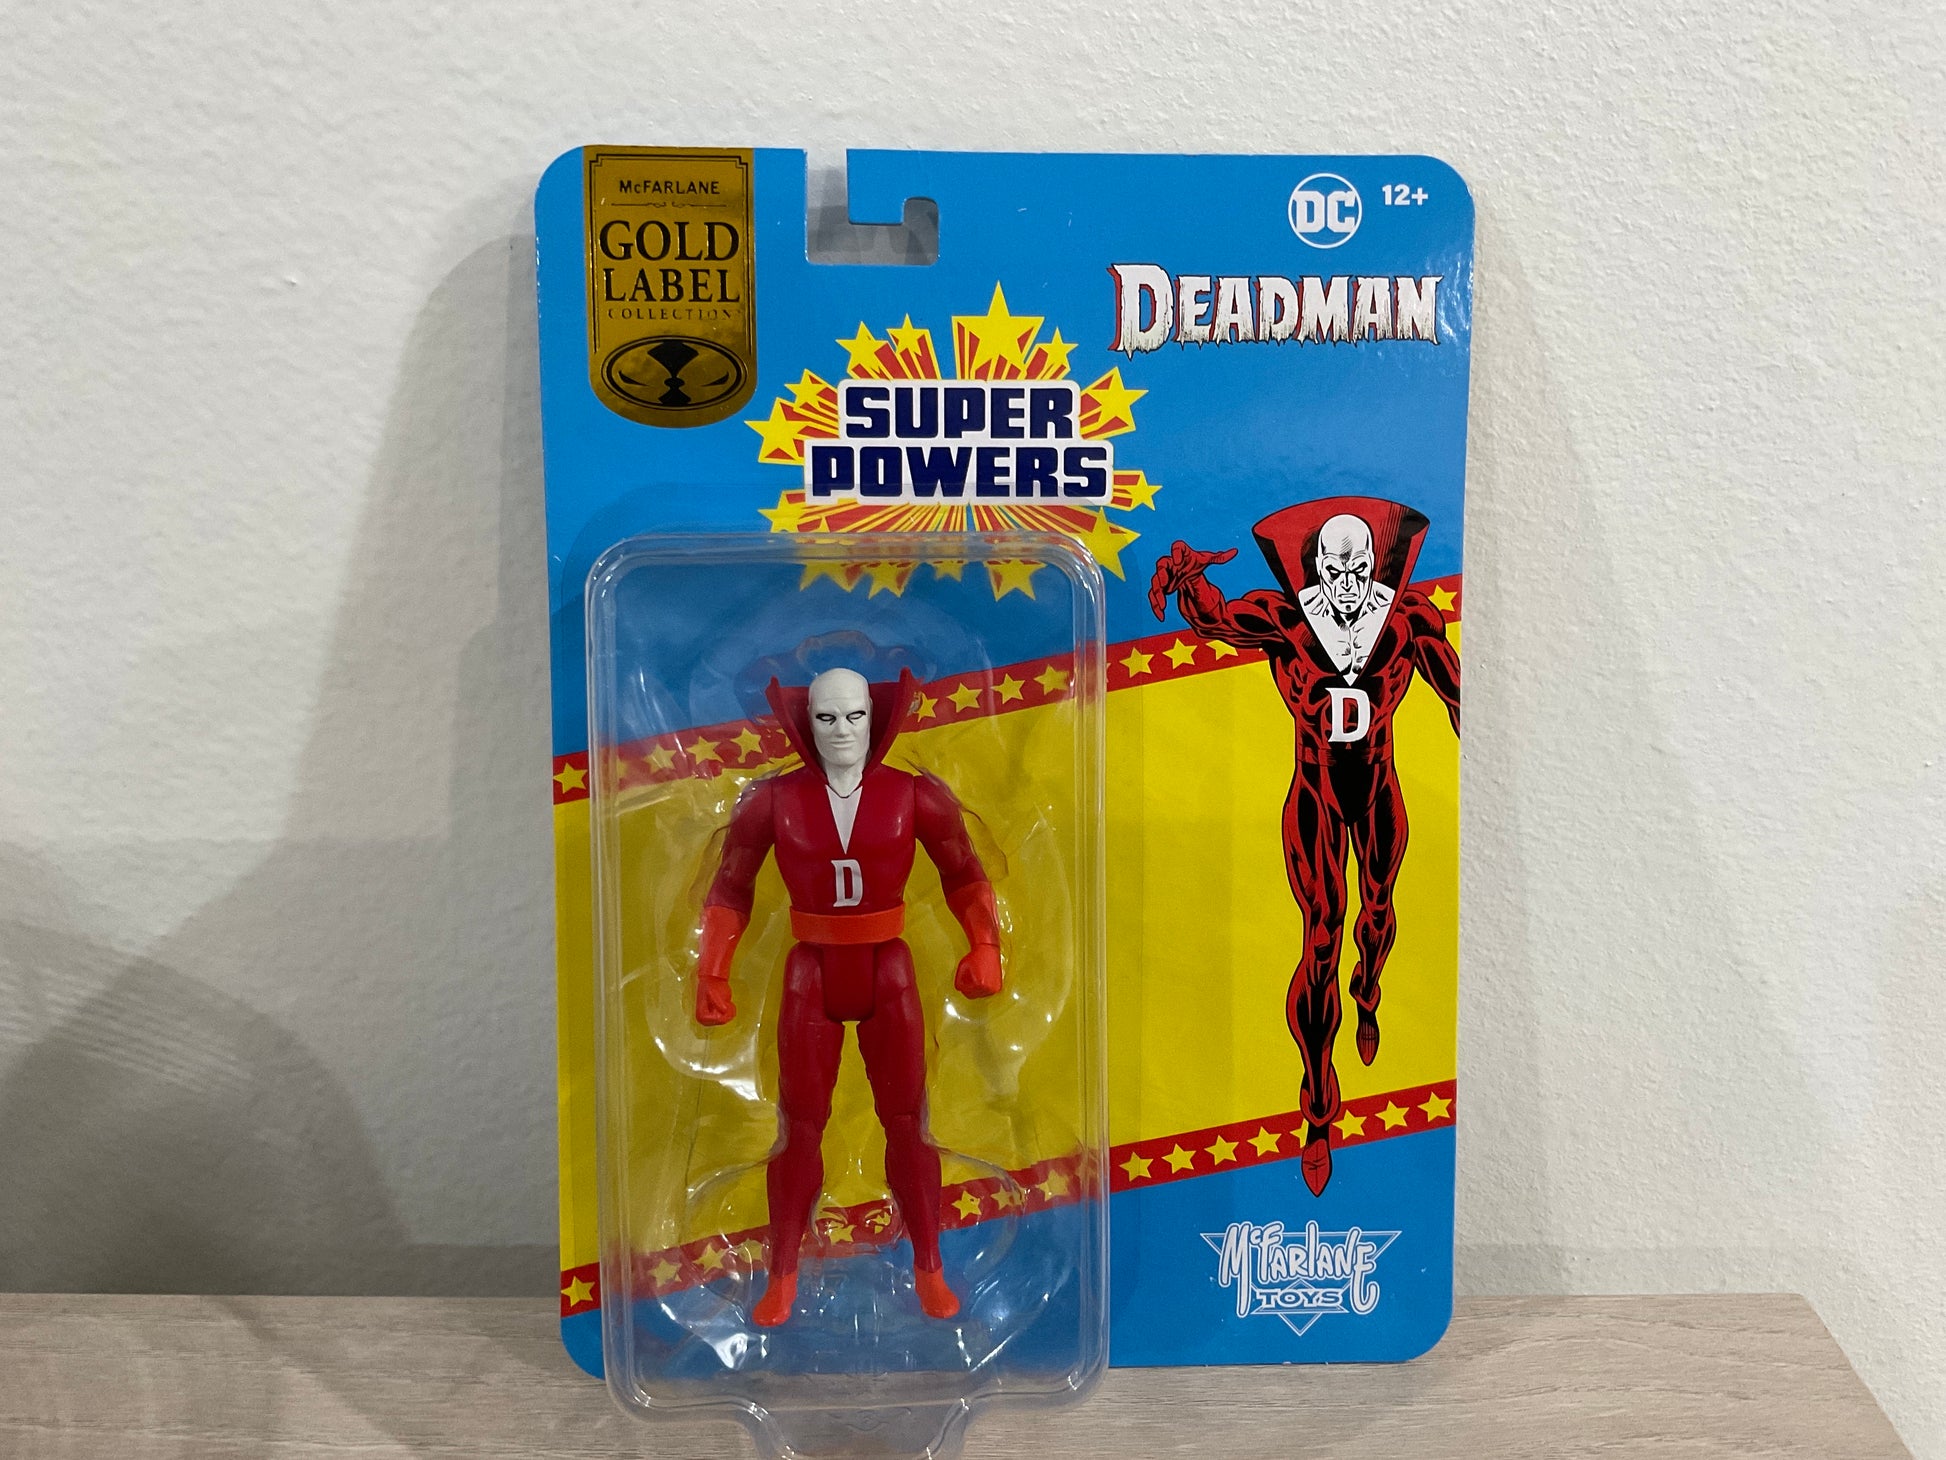 McFARLANE
GOLD
LABEL
COLLECTION
DC
12+
DEADMAN
SUPER
POWERS
D
D
McFARLANE
TOYS